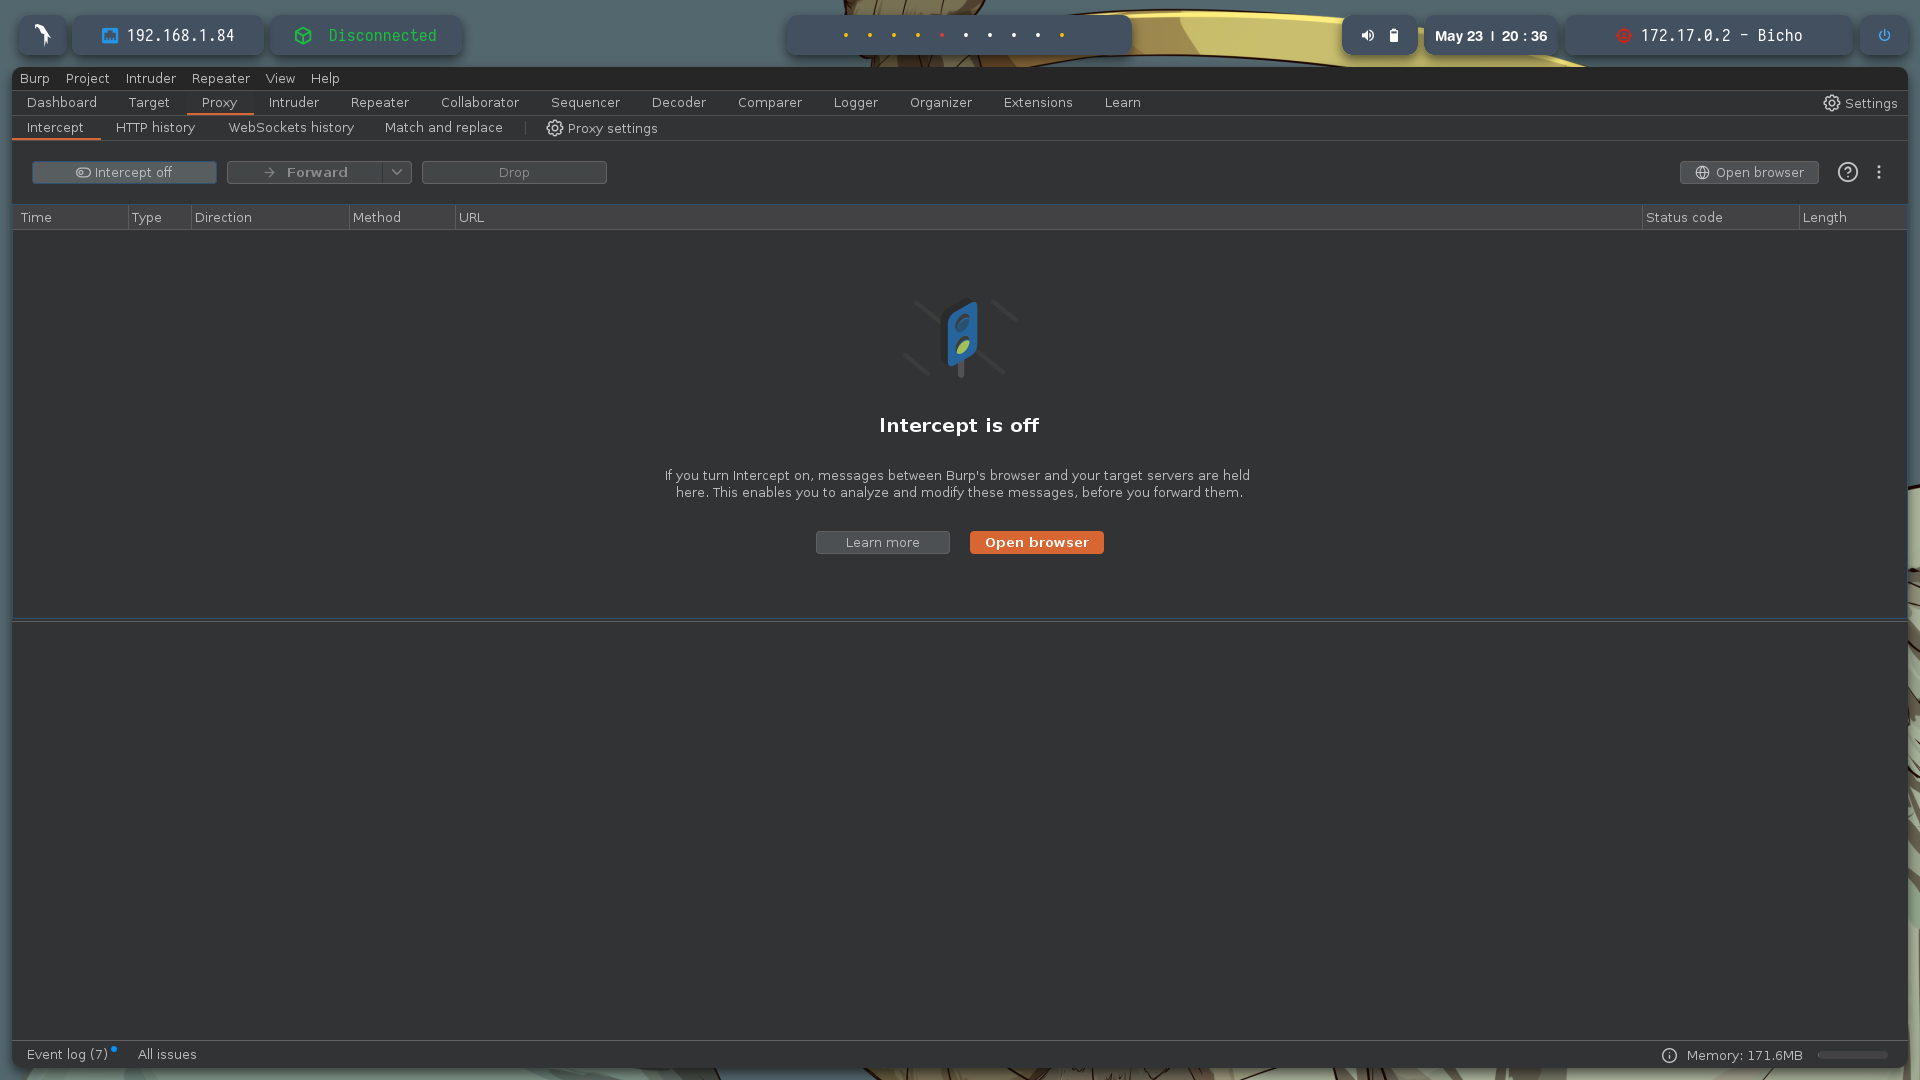 192.168.1.84
Disconnected
May 23 | 20 : 36
172.17.0.2 - Bicho
Burp Project Intruder Repeater View Help
Dashboard Target Proxy Intruder Repeater Collaborator Sequencer Decoder Comparer Logger Organizer Extensions Learn Settings
Intercept HTTP history WebSockets history Match and replace Proxy settings
Intercept off Forward Drop Open browser
Time Type Direction Method URL Status code Length
Intercept is off
If you turn Intercept on, messages between Burp's browser and your target servers are held
here. This enables you to analyze and modify these messages, before you forward them.
Learn more Open browser
Event log (7) All issues Memory: 171.6MB